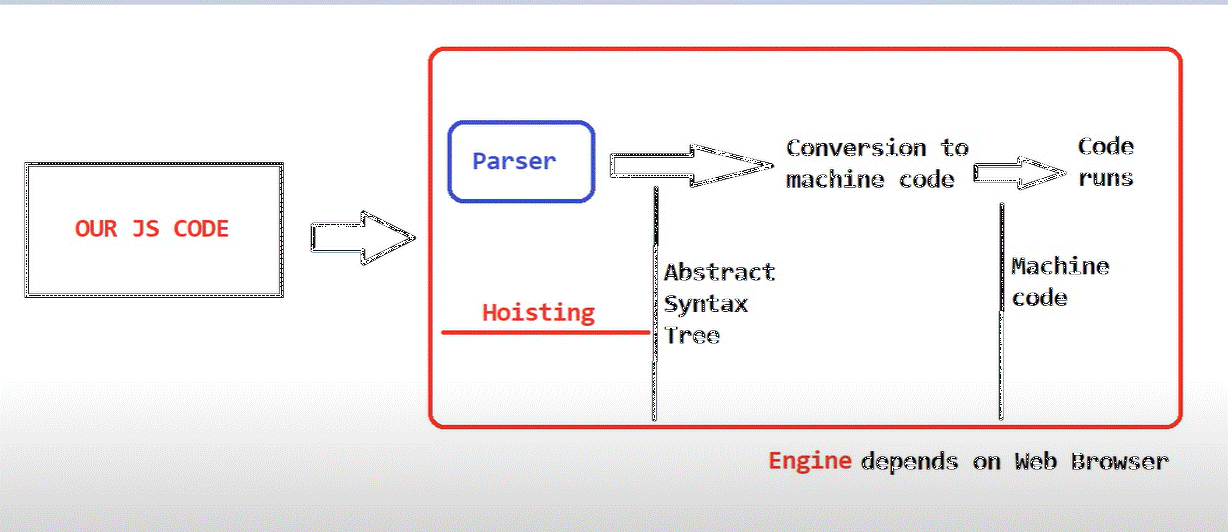 OUR JS CODE
Parser
Conversion to
machine code
Code
runs
Hoisting
Abstract
Syntax
Tree
Machine
code
Engine depends on Web Browser